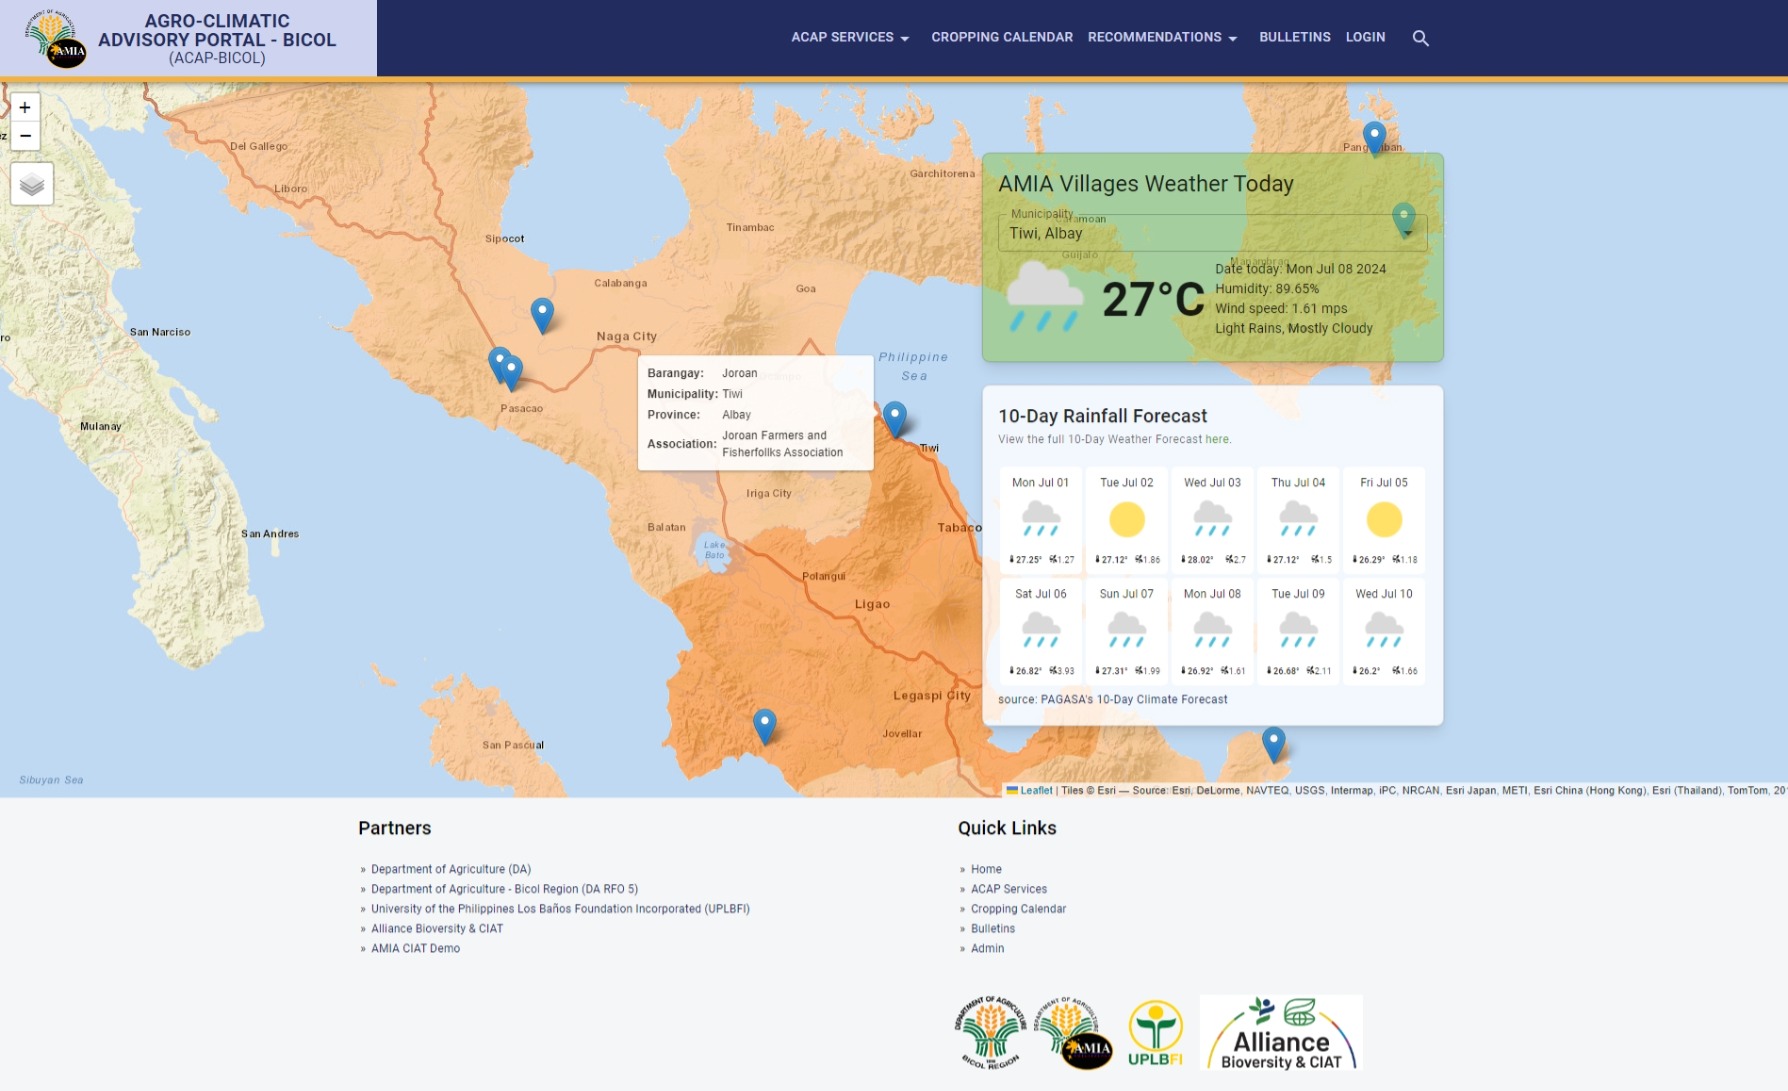 AGRO-CLIMATIC
ADVISORY PORTAL - BICOL
(ACAP-BICOL)
ACAP SERVICES
CROPPING CALENDAR
RECOMMENDATIONS
BULLETINS
LOGIN
+
−
Del Gallego
Liboro
Sipocot
Tinambac
Garchitorena
Calabanga
Goa
Naga City
San Narciso
Pasacao
Mulanay
San Andres
Philippine
Sea
Tiwi
Iriga City
Balatan
Lake
Bato
Tabaco
Polangui
Ligao
Legaspi City
Jovellar
San Pascual
Sibuyan Sea
Barangay: Joroan
Municipality: Tiwi
Province: Albay
Association: Joroan Farmers and
Fisherfollks Association
AMIA Villages Weather Today
Municipality
Tiwi, Albay
Guijalo
27°C
Date today: Mon Jul 08 2024
Humidity: 89.65%
Wind speed: 1.61 mps
Light Rains, Mostly Cloudy
10-Day Rainfall Forecast
View the full 10-Day Weather Forecast here.
Mon Jul 01 Tue Jul 02 Wed Jul 03 Thu Jul 04 Fri Jul 05
27.25° 1.27 27.12° 1.86 28.02° 2.7 27.12° 1.5 26.29° 1.18
Sat Jul 06 Sun Jul 07 Mon Jul 08 Tue Jul 09 Wed Jul 10
26.82° 3.93 27.31° 1.99 26.92° 1.61 26.68° 2.11 26.2° 1.66
source: PAGASA's 10-Day Climate Forecast
Leaflet | Tiles © Esri — Source: Esri, DeLorme, NAVTEQ, USGS, Intermap, iPC, NRCAN, Esri Japan, METI, Esri China (Hong Kong), Esri (Thailand), TomTom, 20
Partners
» Department of Agriculture (DA)
» Department of Agriculture - Bicol Region (DA RFO 5)
» University of the Philippines Los Baños Foundation Incorporated (UPLBFI)
» Alliance Bioversity & CIAT
» AMIA CIAT Demo
Quick Links
» Home
» ACAP Services
» Cropping Calendar
» Bulletins
» Admin
DEPARTMENT OF AGRICULTURE
BICOL REGION
DEPARTMENT OF AGRICULTURE
AMIA
UPLBFI
Alliance
Bioversity & CIAT